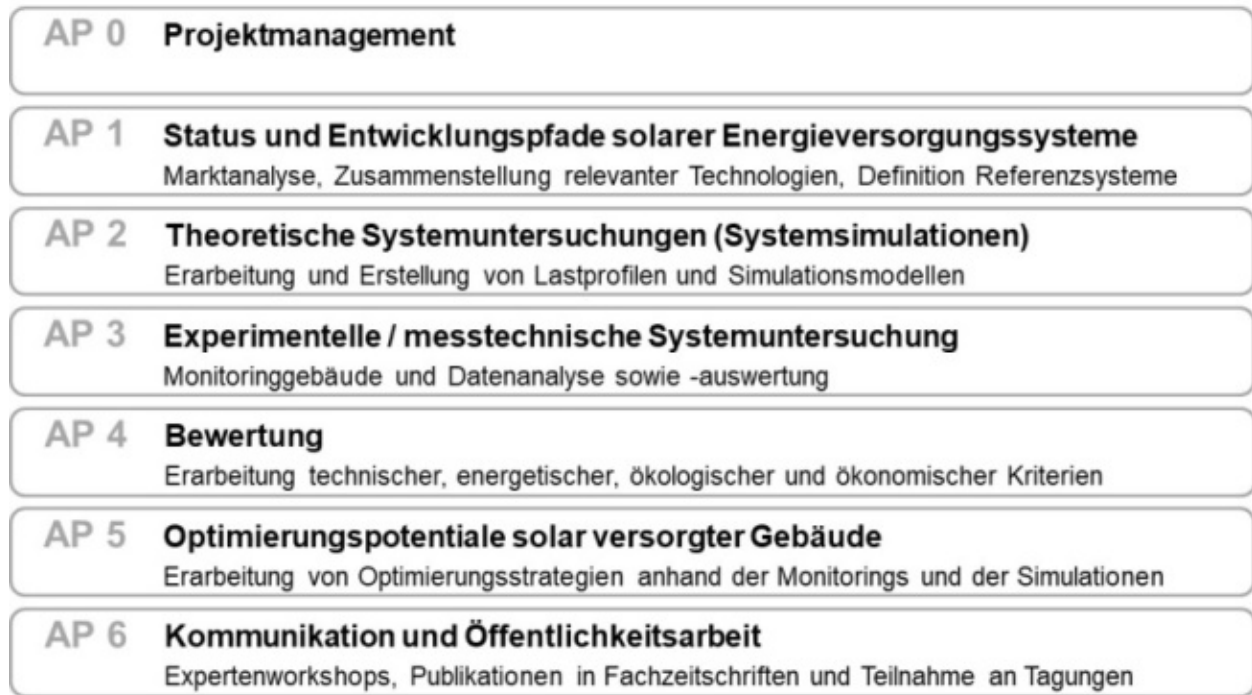 AP 0 Projektmanagement
AP 1 Status und Entwicklungspfade solarer Energieversorgungssysteme
Marktanalyse, Zusammenstellung relevanter Technologien, Definition Referenzsysteme
AP 2 Theoretische Systemuntersuchungen (Systemsimulationen)
Erarbeitung und Erstellung von Lastprofilen und Simulationsmodellen
AP 3 Experimentelle / messtechnische Systemuntersuchung
Monitoringgebäude und Datenanalyse sowie -auswertung
AP 4 Bewertung
Erarbeitung technischer, energetischer, ökologischer und ökonomischer Kriterien
AP 5 Optimierungspotentiale solar versorgter Gebäude
Erarbeitung von Optimierungsstrategien anhand der Monitorings und der Simulationen
AP 6 Kommunikation und Öffentlichkeitsarbeit
Expertenworkshops, Publikationen in Fachzeitschriften und Teilnahme an Tagungen